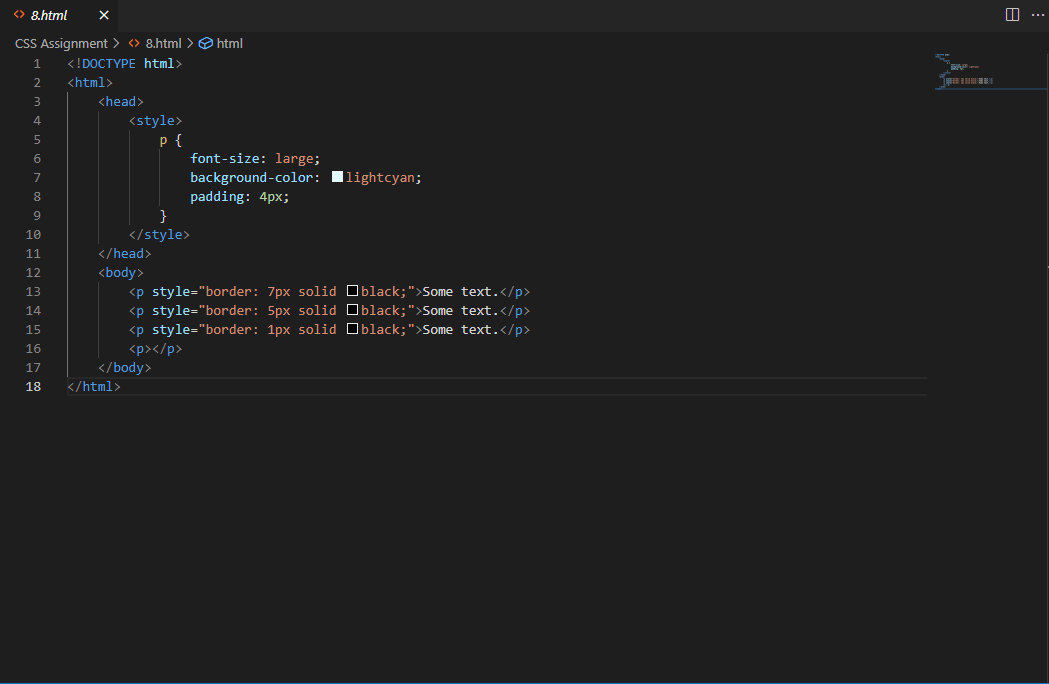 8.html
CSS Assignment > 8.html > html
1 <!DOCTYPE html>
2 <html>
3 <head>
4 <style>
5 p {
6 font-size: large;
7 background-color: lightcyan;
8 padding: 4px;
9 }
10 </style>
11 </head>
12 <body>
13 <p style="border: 7px solid black;">Some text.</p>
14 <p style="border: 5px solid black;">Some text.</p>
15 <p style="border: 1px solid black;">Some text.</p>
16 <p></p>
17 </body>
18 </html>